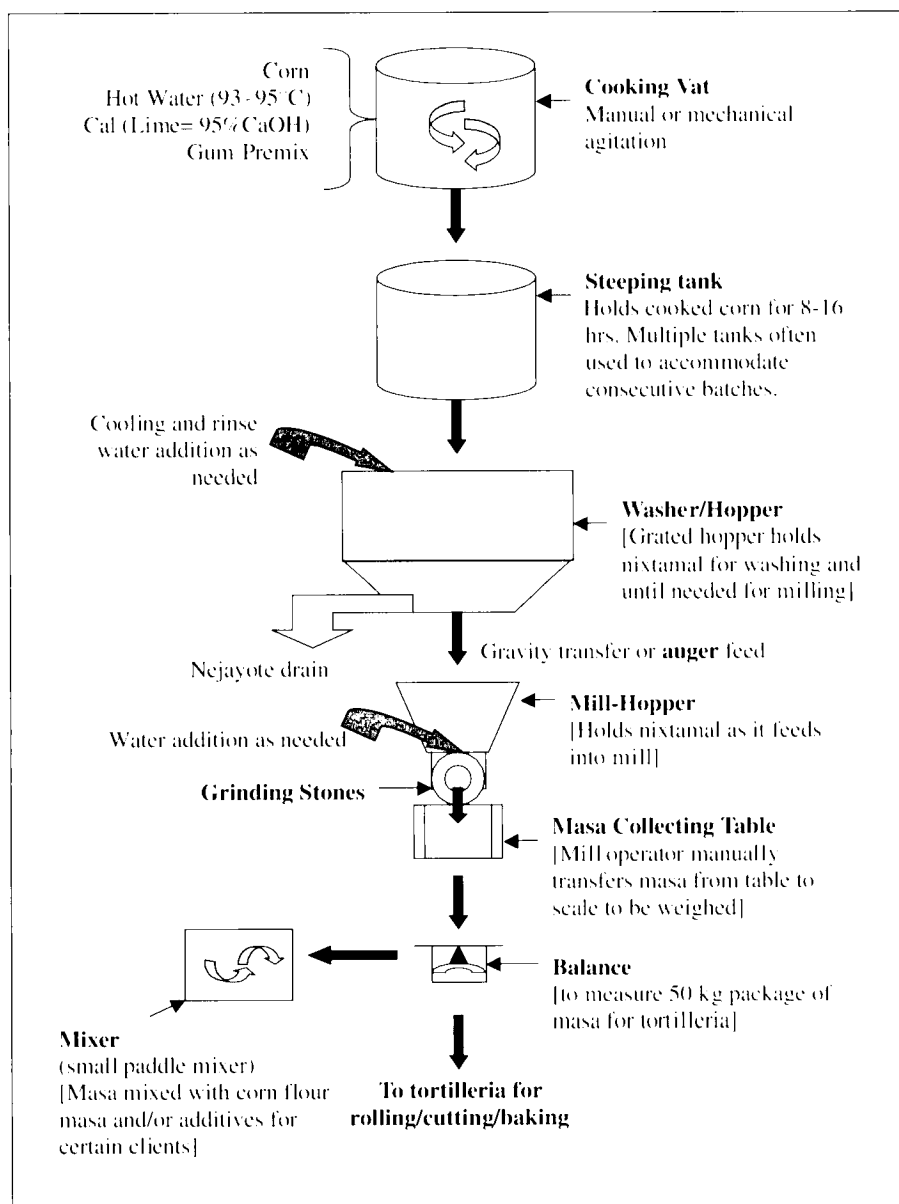 Corn
Hot Water (93-95°C)
Cal (Lime= 95% CaOH)
Gum Premix
Cooking Vat
Manual or mechanical
agitation
Steeping tank
Holds cooked corn for 8-16
hrs. Multiple tanks often
used to accommodate
consecutive batches.
Cooling and rinse
water addition as
needed
Washer/Hopper
[Grated hopper holds
nixtamal for washing and
until needed for milling]
Nejayote drain
Gravity transfer or auger feed
Mill-Hopper
[Holds nixtamal as it feeds
into mill]
Water addition as needed
Grinding Stones
Masa Collecting Table
[Mill operator manually
transfers masa from table to
scale to be weighed]
Balance
[to measure 50 kg package of
masa for tortilleria]
Mixer
(small paddle mixer)
[Masa mixed with corn flour
masa and/or additives for
certain clients]
To tortilleria for
rolling/cutting/baking